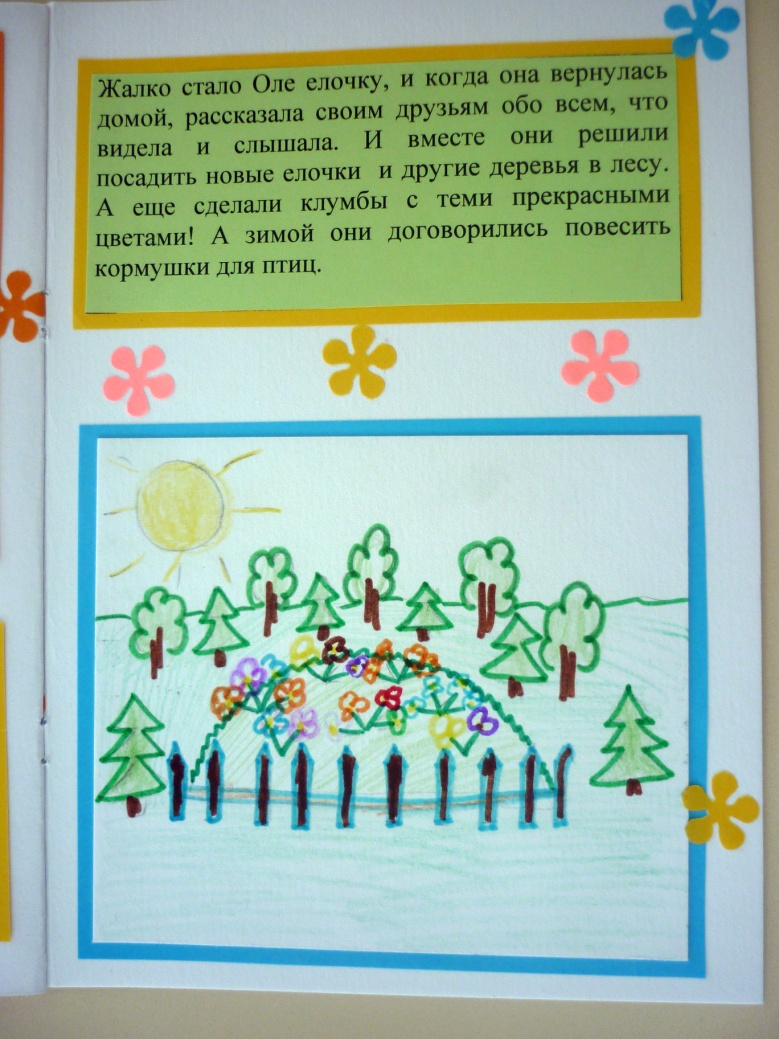 Жалко стало Оле елочку, и когда она вернулась
домой, рассказала своим друзьям обо всем, что
видела и слышала. И вместе они решили
посадить новые елочки и другие деревья в лесу.
А еще сделали клумбы с теми прекрасными
цветами! А зимой они договорились повесить
кормушки для птиц.